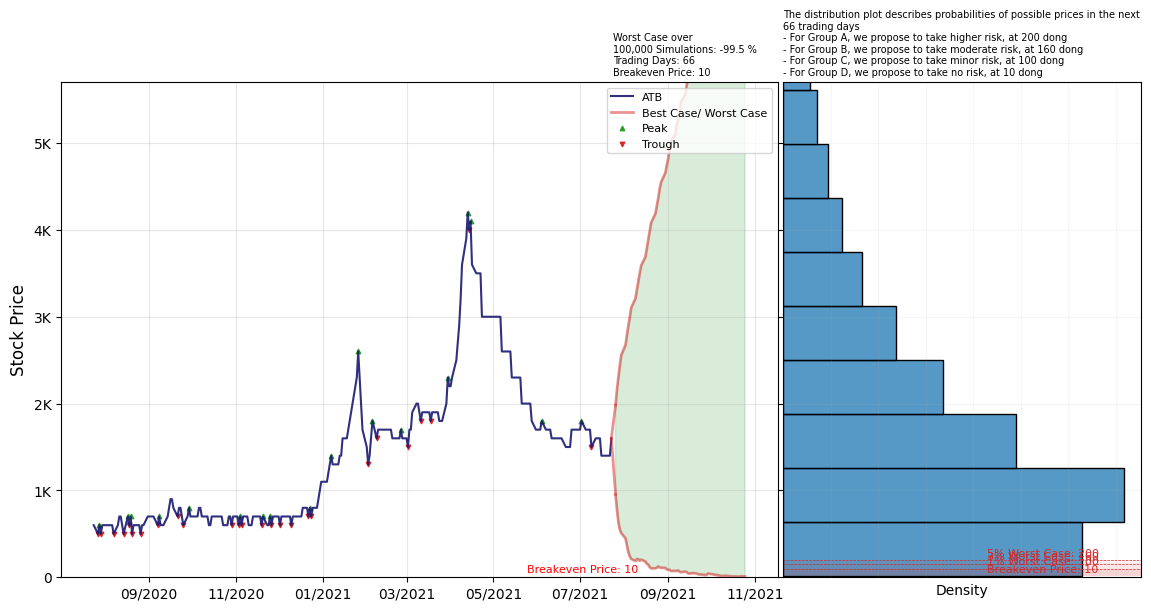 The distribution plot describes probabilities of possible prices in the next
66 trading days
- For Group A, we propose to take higher risk, at 200 dong
- For Group B, we propose to take moderate risk, at 160 dong
- For Group C, we propose to take minor risk, at 100 dong
- For Group D, we propose to take no risk, at 10 dong
Worst Case over
100,000 Simulations: -99.5 %
Trading Days: 66
Breakeven Price: 10
ATB
Best Case/ Worst Case
Peak
Trough
Stock Price
5K
4K
3K
2K
1K
0
Breakeven Price: 10
09/2020
11/2020
01/2021
03/2021
05/2021
07/2021
09/2021
11/2021
5% Worst Case: 200
1% Worst Case: 100
Breakeven Price: 10
Density